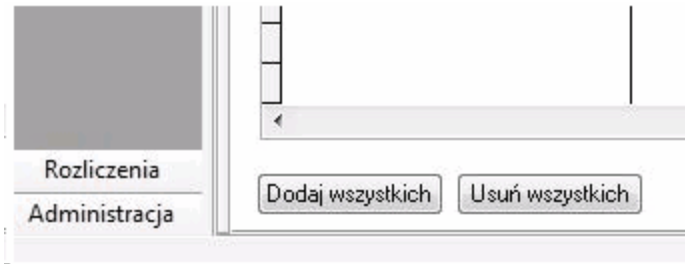 Rozliczenia
Administracja
Dodaj wszystkich
Usuń wszystkich